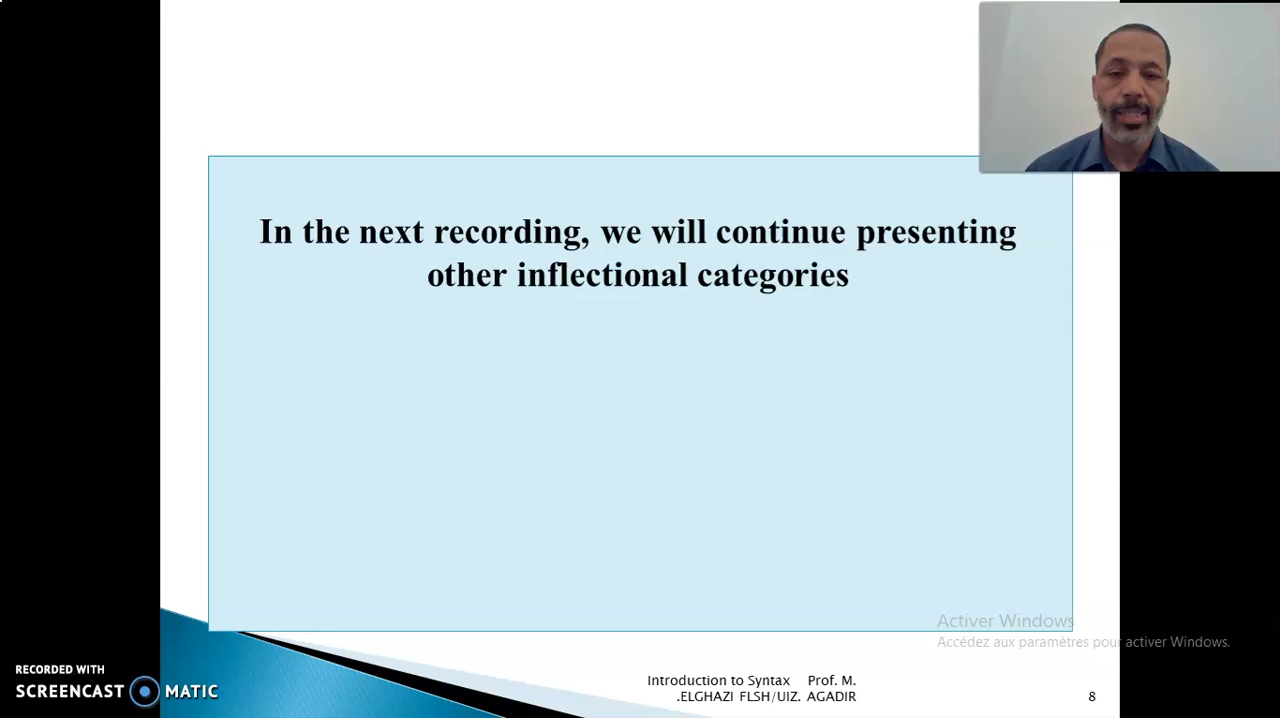 In the next recording, we will continue presenting
other inflectional categories
Activer Windows
Accédez aux paramètres pour activer Windows.
RECORDED WITH
SCREENCAST MATIC
Introduction to Syntax Prof. M.
.ELGHAZI FLSH/UIZ. AGADIR
8